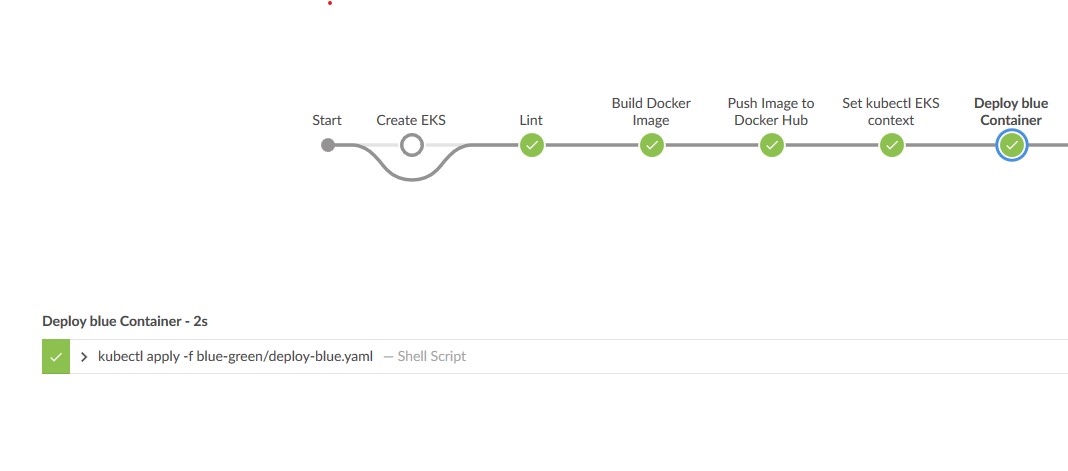 Start
Create EKS
Lint
Build Docker
Image
Push Image to
Docker Hub
Set kubectl EKS
context
Deploy blue
Container
Deploy blue Container - 2s
kubectl apply -f blue-green/deploy-blue.yaml — Shell Script